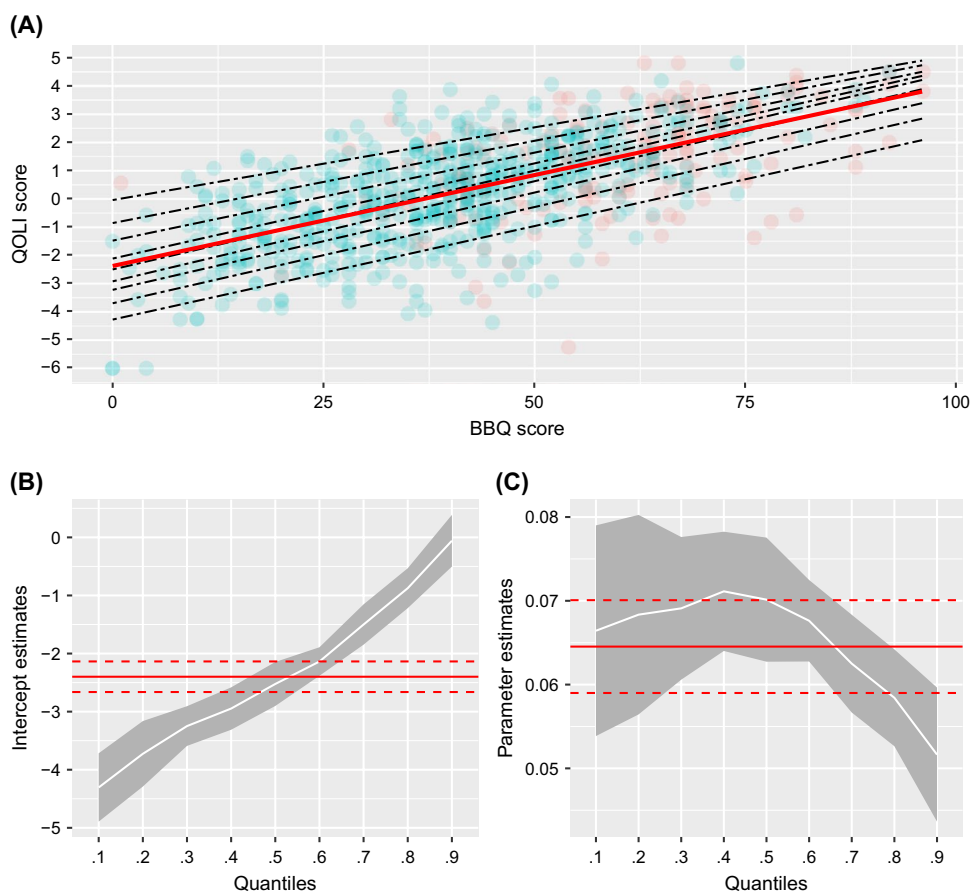 (A)
5
4
3
2
1
0
−1
−2
−3
−4
−5
−6
QOLI score
0 25 50 75 100
BBQ score
(B)
0
−1
−2
−3
−4
−5
Intercept estimates
.1 .2 .3 .4 .5 .6 .7 .8 .9
Quantiles
(C)
0.08
0.07
0.06
0.05
Parameter estimates
.1 .2 .3 .4 .5 .6 .7 .8 .9
Quantiles